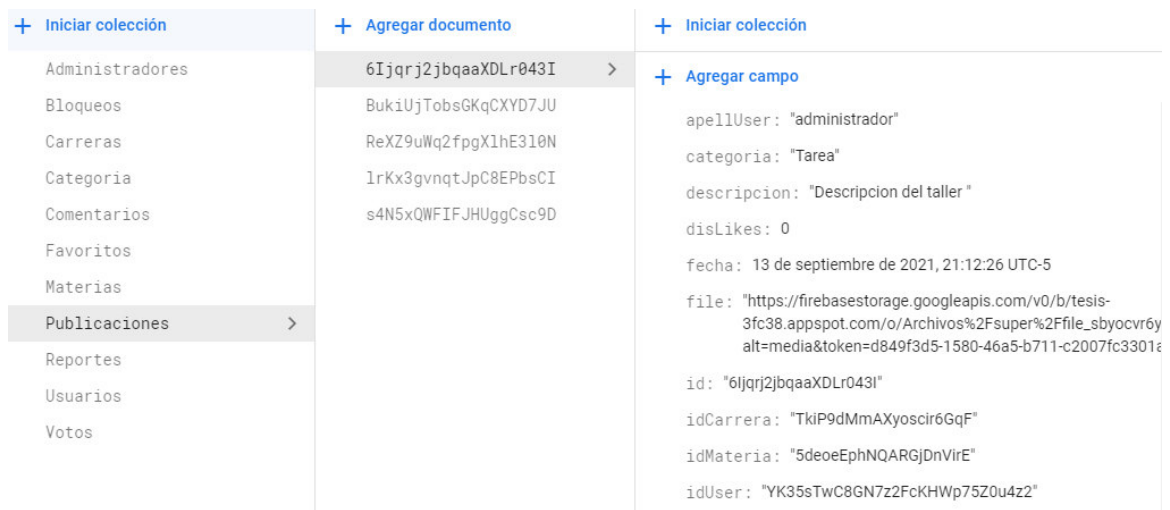 Iniciar colección
Administradores
Bloqueos
Carreras
Categoria
Comentarios
Favoritos
Materias
Publicaciones
Reportes
Usuarios
Votos
Agregar documento
6Ijqrj2jbqaaXDLr043I
BukiUjTobsGKqCXYD7JU
ReXZ9uWq2fpgXlhE3l0N
lrKx3gvnqtJpC8EPbsCI
s4N5xQWFIFJHUggCsc9D
Iniciar colección
Agregar campo
apellUser: "administrador"
categoria: "Tarea"
descripcion: "Descripcion del taller "
disLikes: 0
fecha: 13 de septiembre de 2021, 21:12:26 UTC-5
file: "https://firebasestorage.googleapis.com/v0/b/tesis-
3fc38.appspot.com/o/Archivos%2Fsuper%2Ffile_sbyocvr6y
alt=media&token=d849f3d5-1580-46a5-b711-c2007fc3301a
id: "6Ijqrj2jbqaaXDLr043I"
idCarrera: "TkiP9dMmAXyoscir6GqF"
idMateria: "5deoeEphNQARGjDnVirE"
idUser: "YK35sTwC8GN7z2FcKHWp75Z0u4z2"